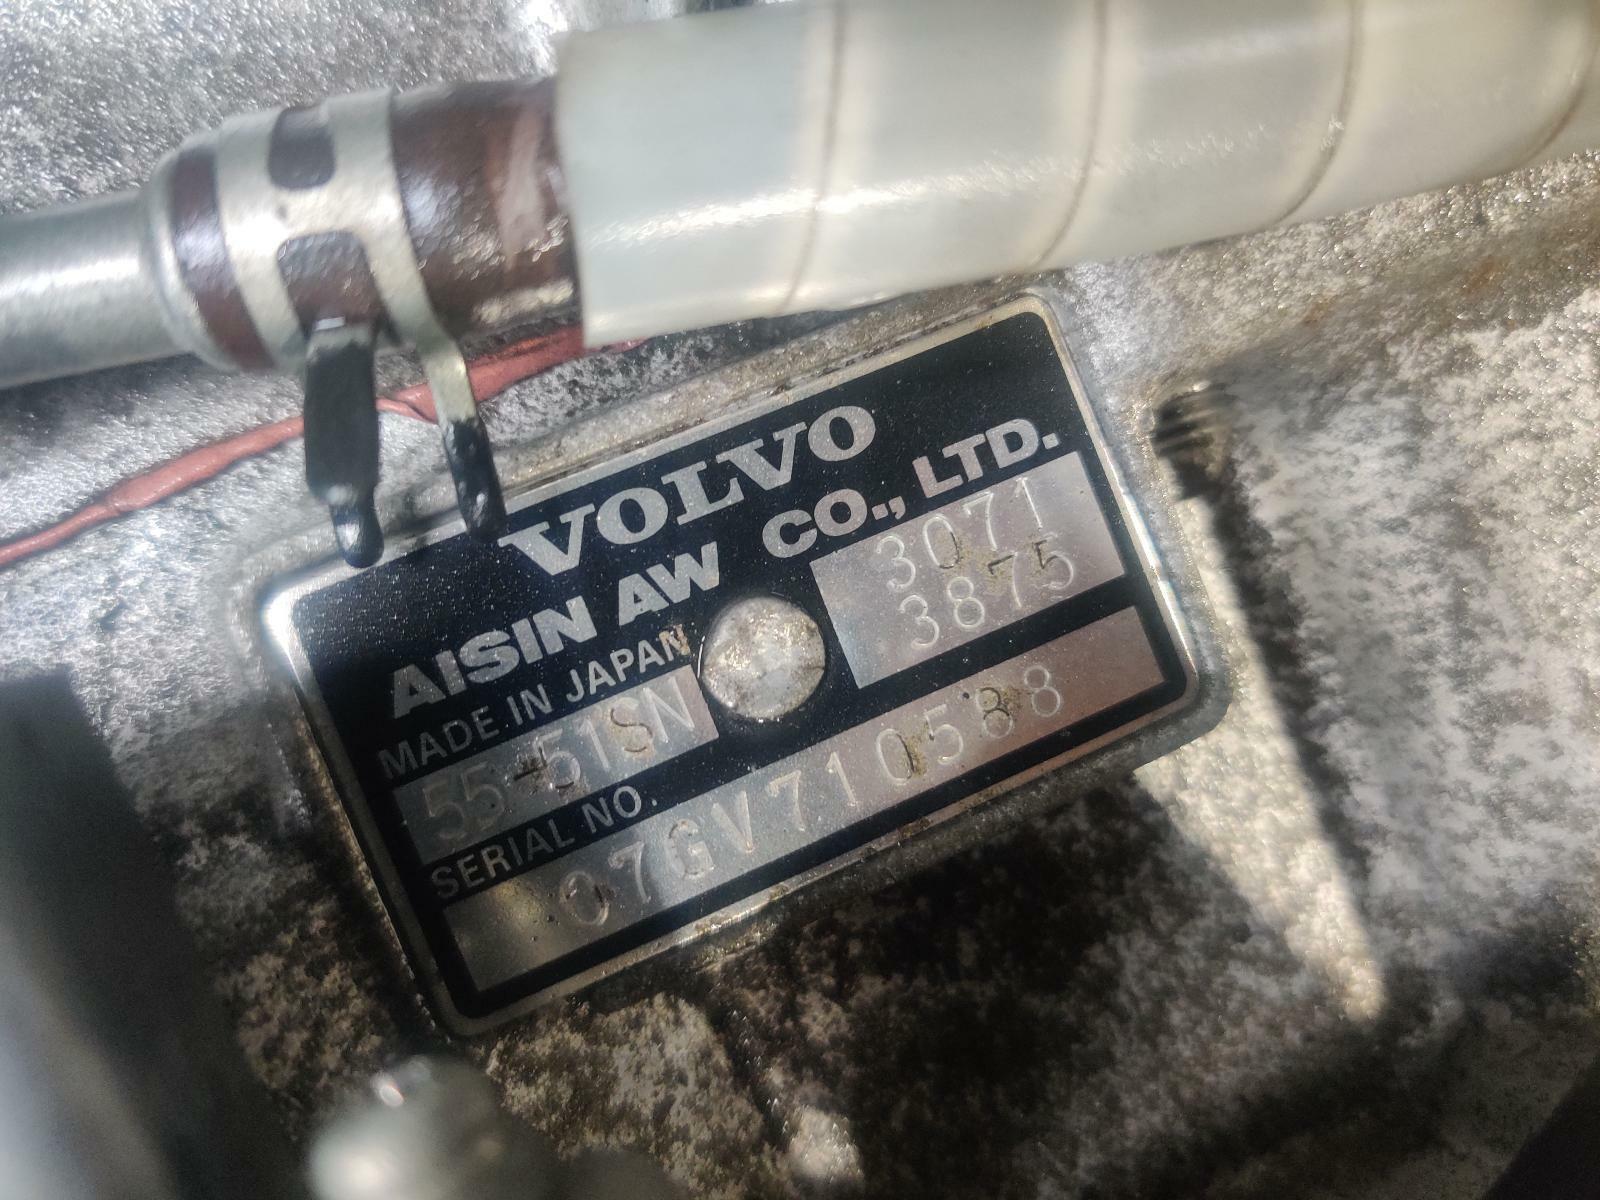 VOLVO
AISIN AW CO., LTD.
MADE IN JAPAN
3071
3875
55-51SN
SERIAL NO.
07GV710588